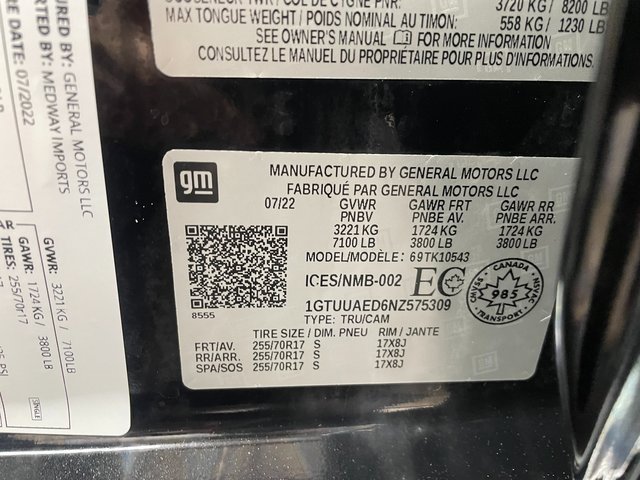 3720 KG / 8200 LB
MAX TONGUE WEIGHT / POIDS NOMINAL AU TIMON: 558 KG / 1230 LB
SEE OWNER'S MANUAL FOR MORE INFORMATION
CONSULTEZ LE MANUEL DU PROPRIÉTAIRE POUR PLUS D'INFORMATIONS.
gm
MANUFACTURED BY GENERAL MOTORS LLC
FABRIQUÉ PAR GENERAL MOTORS LLC
07/22 GVWR GAWR FRT GAWR RR
PNBV PNBE AV. PNBE ARR.
3221 KG 1724 KG 1724 KG
7100 LB 3800 LB 3800 LB
MODEL/MODÈLE: 69TK10543
ICES/NMB-002 EC
CANADA
985
TRANSPORT
1GTUUAED6NZ575309
TYPE: TRU/CAM
8555
TIRE SIZE / DIM. PNEU RIM / JANTE
FRT/AV. 255/70R17 S 17X8J
RR/ARR. 255/70R17 S 17X8J
SPA/SOS 255/70R17 S 17X8J
GENERAL MOTORS LLC
MEDWAY IMPORTS
DATE: 07/2022
GVWR: 3221 KG / 7100LB
GAWR: 1724 KG / 3800 LB
TIRES: 255/70r17
SINGLE